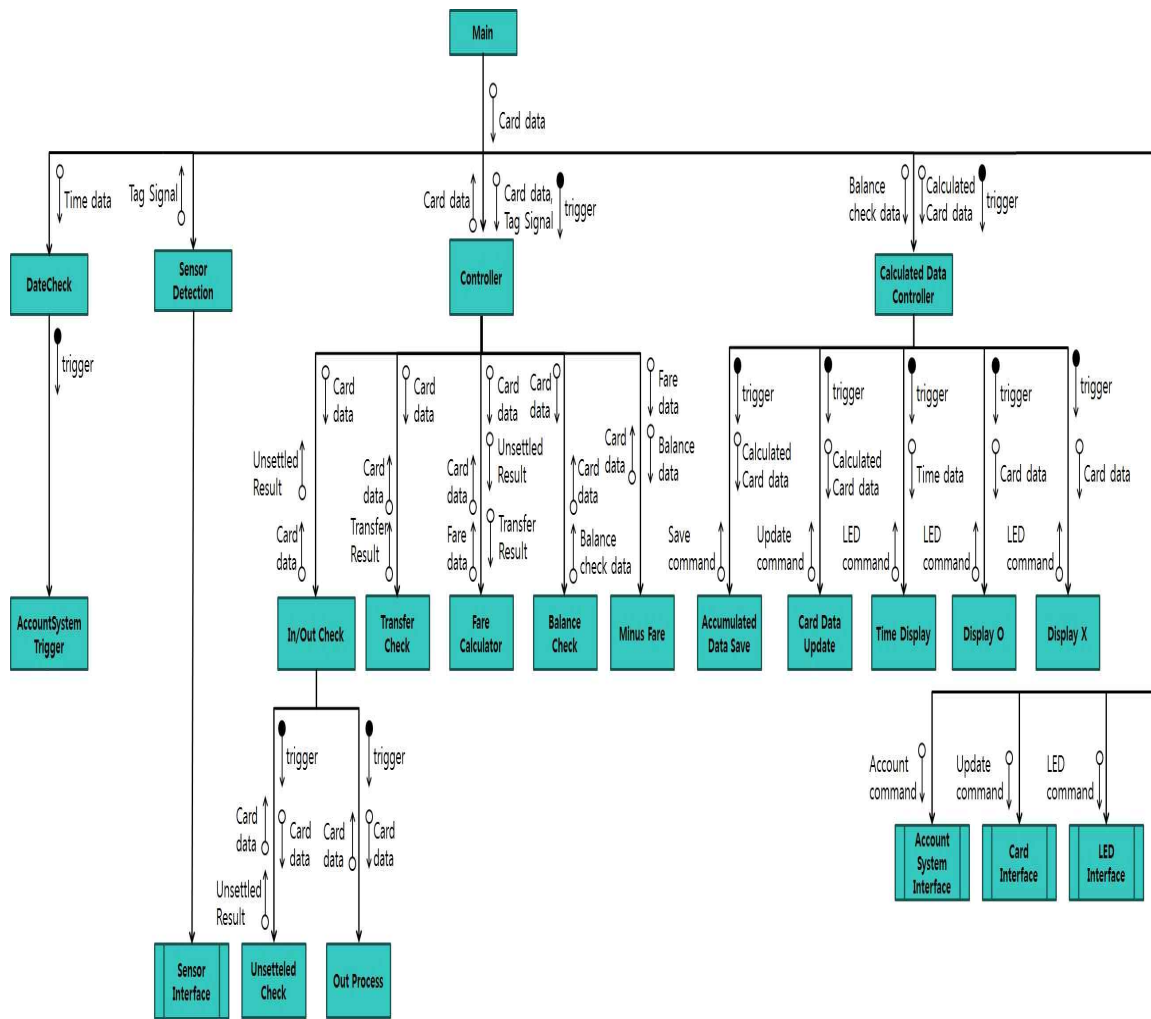 Main
Card data
Time data
Tag Signal
Card data
Card data,
Tag Signal
trigger
Balance
check data
Calculated
Card data
trigger
DateCheck
Sensor
Detection
Controller
Calculated Data
Controller
trigger
Card
data
Card
data
Card
data
Card
data
Fare
data
trigger
trigger
trigger
trigger
trigger
Unsettled
Result
Card
data
Card
data
Unsettled
Result
Card
data
Card
data
Balance
data
Calculated
Card data
Calculated
Card data
Time data
Card data
Card data
Card
data
Transfer
Result
Fare
data
Transfer
Result
Balance
check data
Save
command
Update
command
LED
command
LED
command
LED
command
AccountSystem
Trigger
In/Out Check
Transfer
Check
Fare
Calculator
Balance
Check
Minus Fare
Accumulated
Data Save
Card Data
Update
Time Display
Display O
Display X
trigger
trigger
Account
command
Update
command
LED
command
Card
data
Card
data
Card
data
Card
data
Account
System
Interface
Card
Interface
LED
Interface
Unsettled
Result
Sensor
Interface
Unsetteled
Check
Out Process